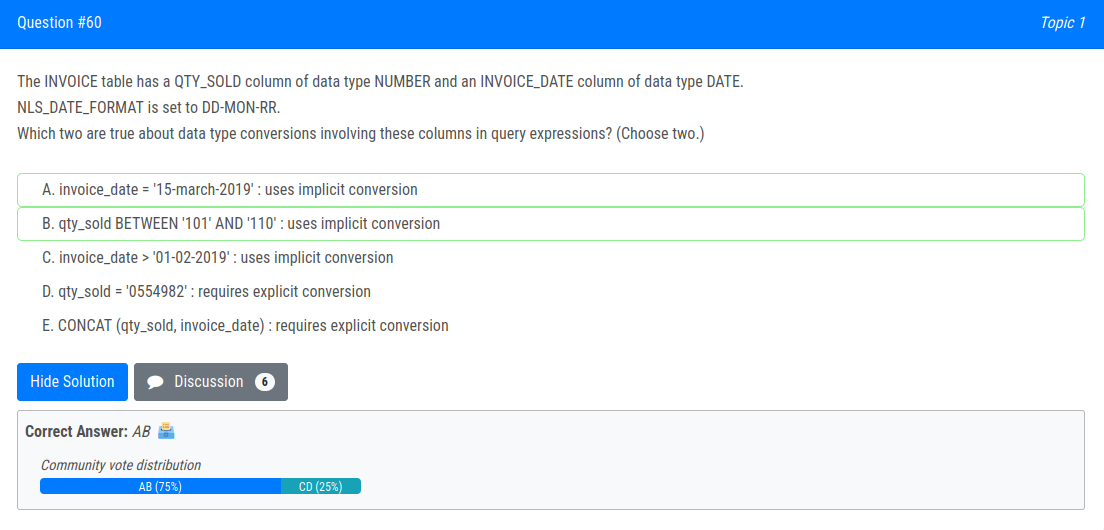 Question #60
Topic 1
The INVOICE table has a QTY_SOLD column of data type NUMBER and an INVOICE_DATE column of data type DATE.
NLS_DATE_FORMAT is set to DD-MON-RR.
Which two are true about data type conversions involving these columns in query expressions? (Choose two.)
A. invoice_date = '15-march-2019' : uses implicit conversion
B. qty_sold BETWEEN '101' AND '110' : uses implicit conversion
C. invoice_date > '01-02-2019' : uses implicit conversion
D. qty_sold = '0554982' : requires explicit conversion
E. CONCAT (qty_sold, invoice_date) : requires explicit conversion
Hide Solution
Discussion 6
Correct Answer: AB
Community vote distribution
AB (75%) CD (25%)